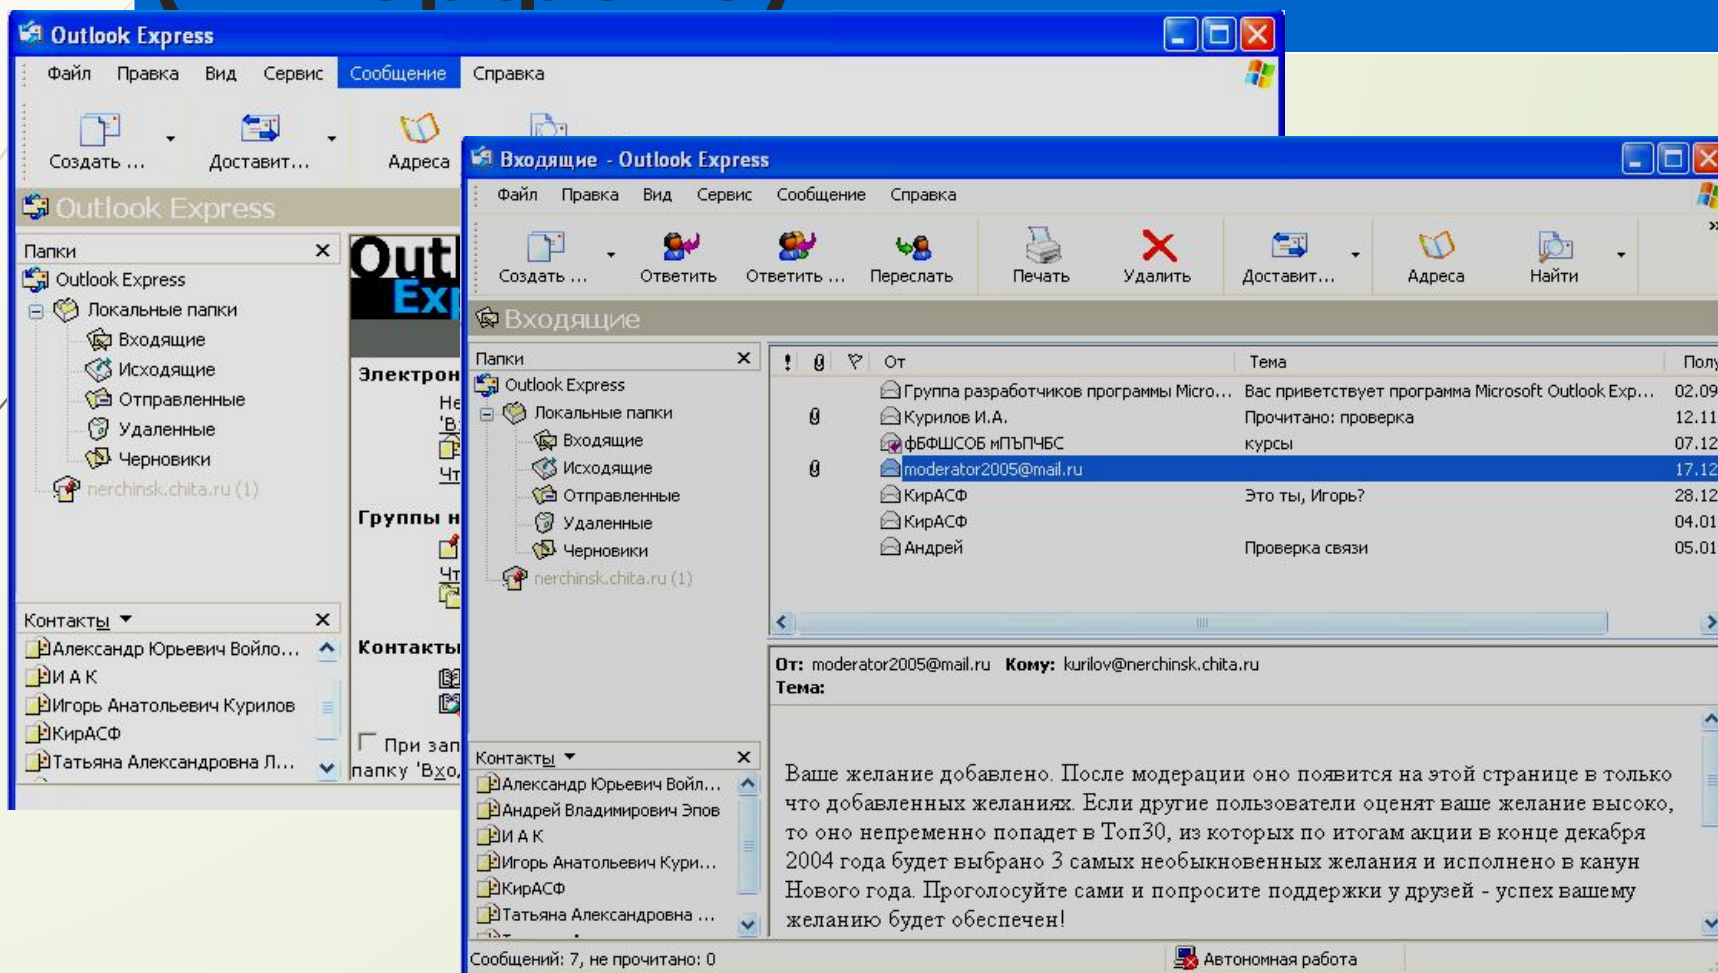 Outlook Express
Файл Правка Вид Сервис Сообщение Справка
Создать ... Доставит... Адреса
Outlook Express
Папки
Outlook Express
Локальные папки
Входящие
Исходящие
Отправленные
Удаленные
Черновики
nerchinsk.chita.ru (1)
Контакты
Александр Юрьевич Войло...
И А К
Игорь Анатольевич Курилов
КирАСФ
Татьяна Александровна Л...
Группы н
Контакты
При зап
папку 'Вхо
Входящие - Outlook Express
Файл Правка Вид Сервис Сообщение Справка
Создать ... Ответить Ответить ... Переслать Печать Удалить Доставит... Адреса Найти
Входящие
Папки
Outlook Express
Локальные папки
Входящие
Исходящие
Отправленные
Удаленные
Черновики
nerchinsk.chita.ru (1)
Контакты
Александр Юрьевич Войл...
Андрей Владимирович Эпов
И А К
Игорь Анатольевич Кури...
КирАСФ
Татьяна Александровна ...
От Тема Полу
Группа разработчиков программы Micro... Вас приветствует программа Microsoft Outlook Exp... 02.09
Курилов И.А. Прочитано: проверка 12.11
фБФШСОБ мПЪПЧБС курсы 07.12
moderator2005@mail.ru 17.12
КирАСФ Это ты, Игорь? 28.12
КирАСФ 04.01
Андрей Проверка связи 05.01
От: moderator2005@mail.ru Кому: kurilov@nerchinsk.chita.ru
Тема:
Ваше желание добавлено. После модерации оно появится на этой странице в только
что добавленных желаниях. Если другие пользователи оценят ваше желание высоко,
то оно непременно попадет в Топ30, из которых по итогам акции в конце декабря
2004 года будет выбрано 3 самых необыкновенных желания и исполнено в канун
Нового года. Проголосуйте сами и попросите поддержки у друзей - успех вашему
желанию будет обеспечен!
Сообщений: 7, не прочитано: 0 Автономная работа